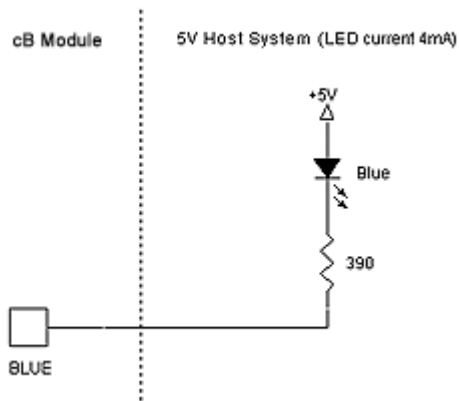 cB Module
5V Host System (LED current 4mA)
+5V
Blue
390
BLUE